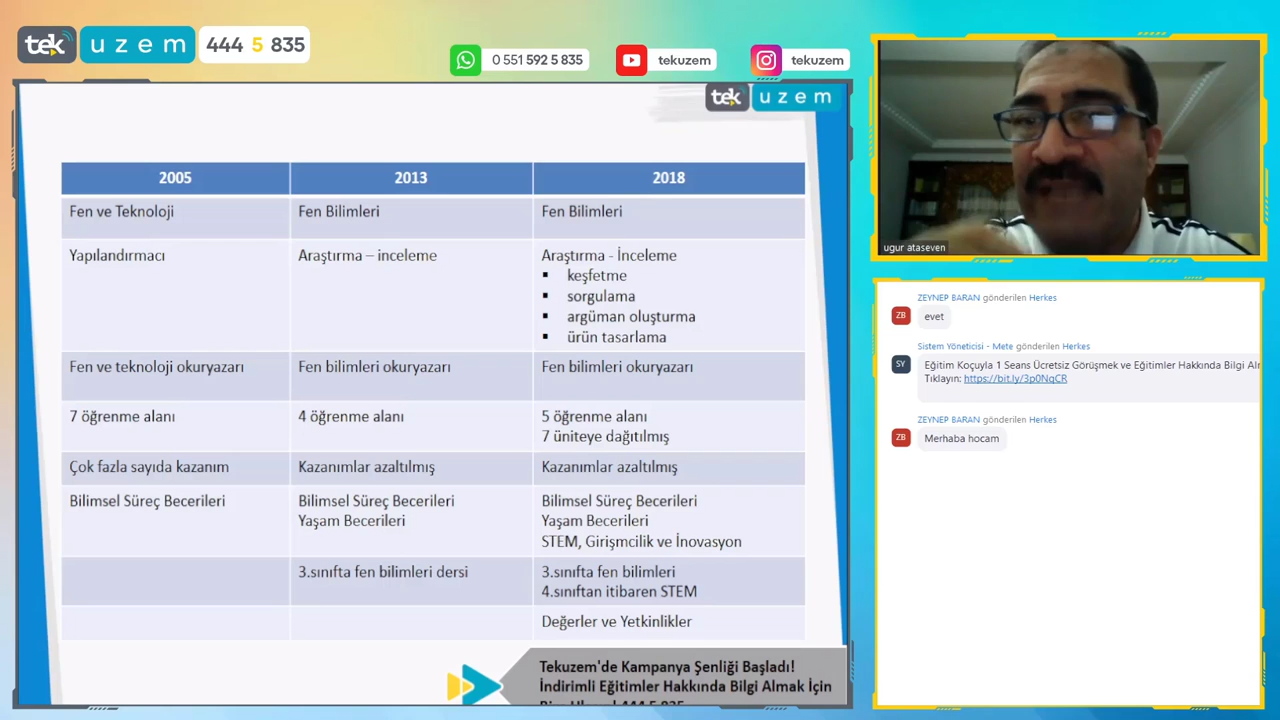 tek uzem 444 5 835
0 551 592 5 835
tekuzem
tekuzem
tek uzem
2005 2013 2018
Fen ve Teknoloji Fen Bilimleri Fen Bilimleri
Yapılandırmacı Araştırma – inceleme Araştırma - İnceleme
▪ keşfetme
▪ sorgulama
▪ argüman oluşturma
▪ ürün tasarlama
Fen ve teknoloji okuryazarı Fen bilimleri okuryazarı Fen bilimleri okuryazarı
7 öğrenme alanı 4 öğrenme alanı 5 öğrenme alanı
7 üniteye dağıtılmış
Çok fazla sayıda kazanım Kazanımlar azaltılmış Kazanımlar azaltılmış
Bilimsel Süreç Becerileri Bilimsel Süreç Becerileri Bilimsel Süreç Becerileri
Yaşam Becerileri Yaşam Becerileri
STEM, Girişmcilik ve İnovasyon
3.sınıfta fen bilimleri dersi 3.sınıfta fen bilimleri
4.sınıftan itibaren STEM
Değerler ve Yetkinlikler
Tekuzem'de Kampanya Şenliği Başladı!
İndirimli Eğitimler Hakkında Bilgi Almak İçin
444 5 835
ugur ataseven
ZEYNEP BARAN gönderilen Herkes
ZB evet
Sistem Yöneticisi - Mete gönderilen Herkes
SY Eğitim Koçuyla 1 Seans Ücretsiz Görüşmek ve Eğitimler Hakkında Bilgi
Tıklayın: https://bit.ly/3p0NqCR
ZEYNEP BARAN gönderilen Herkes
ZB Merhaba hocam